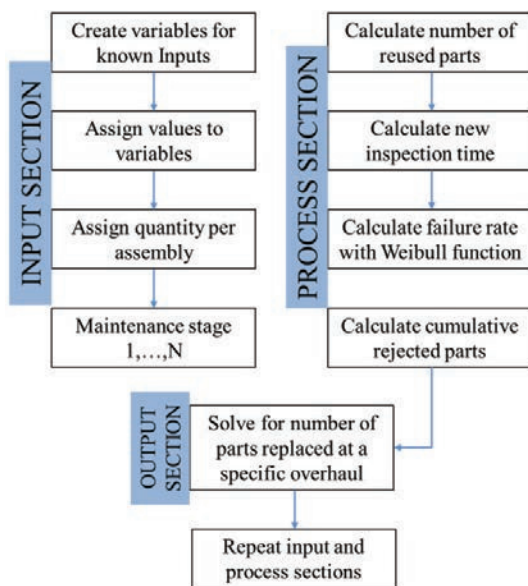 INPUT SECTION
Create variables for
known Inputs
Assign values to
variables
Assign quantity per
assembly
Maintenance stage
1,…,N
PROCESS SECTION
Calculate number of
reused parts
Calculate new
inspection time
Calculate failure rate
with Weibull function
Calculate cumulative
rejected parts
OUTPUT
SECTION
Solve for number of
parts replaced at a
specific overhaul
Repeat input and
process sections